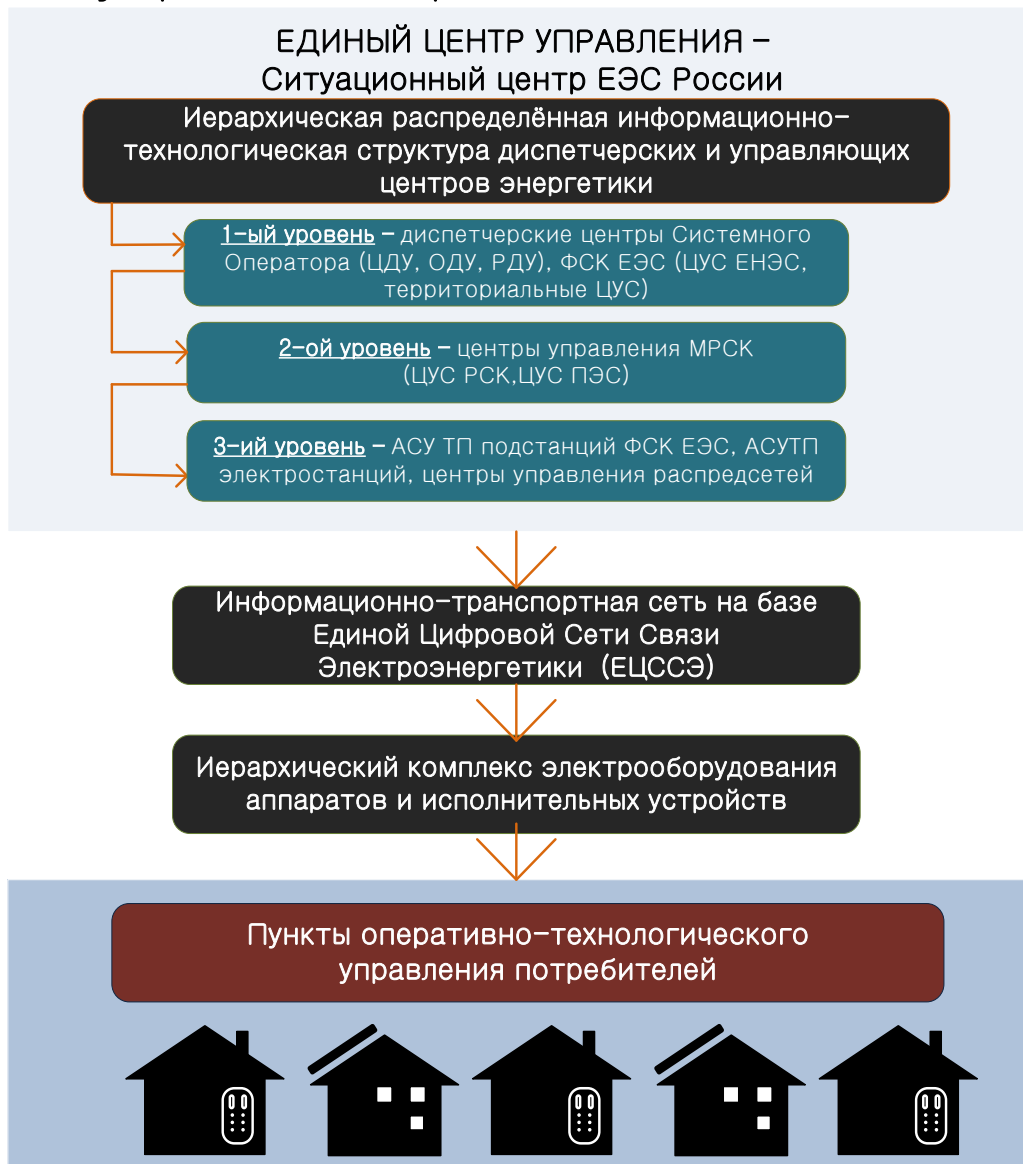 ЕДИНЫЙ ЦЕНТР УПРАВЛЕНИЯ –
Ситуационный центр ЕЭС России
Иерархическая распределённая информационно-
технологическая структура диспетчерских и управляющих
центров энергетики
1-ый уровень – диспетчерские центры Системного
Оператора (ЦДУ, ОДУ, РДУ), ФСК ЕЭС (ЦУС ЕНЭС,
территориальные ЦУС)
2-ой уровень – центры управления МРСК
(ЦУС РСК,ЦУС ПЭС)
3-ий уровень – АСУ ТП подстанций ФСК ЕЭС, АСУТП
электростанций, центры управления распредсетей
Информационно-транспортная сеть на базе
Единой Цифровой Сети Связи
Электроэнергетики (ЕЦССЭ)
Иерархический комплекс электрооборудования
аппаратов и исполнительных устройств
Пункты оперативно-технологического
управления потребителей